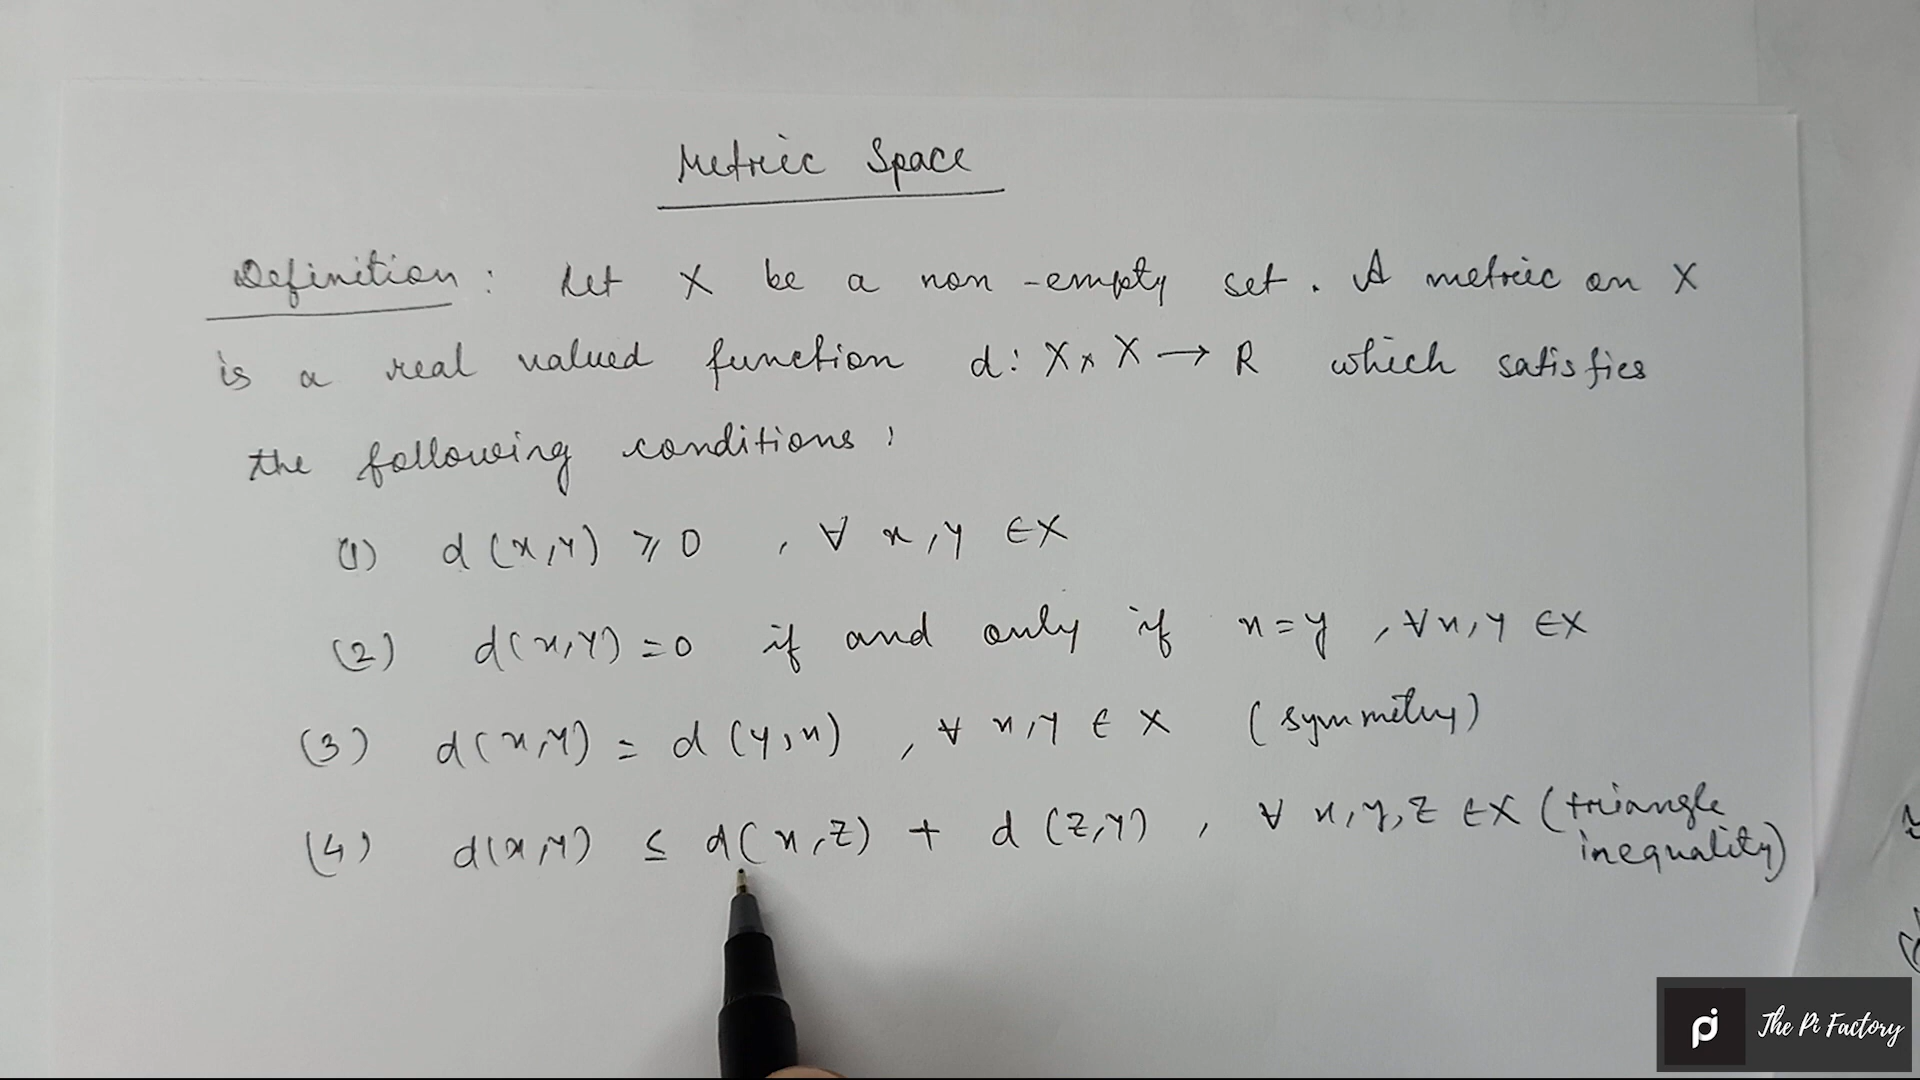 Metric Space
Definition : Let X be a non-empty set. A metric on X
is a real valued function d: X x X → R which satisfies
the following conditions :
(1) d(x,y) ≥ 0 , ∀ x,y ∈ X
(2) d(x,y) = 0 if and only if x=y , ∀ x,y ∈ X
(3) d(x,y) = d(y,x) , ∀ x,y ∈ X (symmetry)
(4) d(x,y) ≤ d(x,z) + d(z,y) , ∀ x,y,z ∈ X (triangle
inequality)
pi The Pi Factory